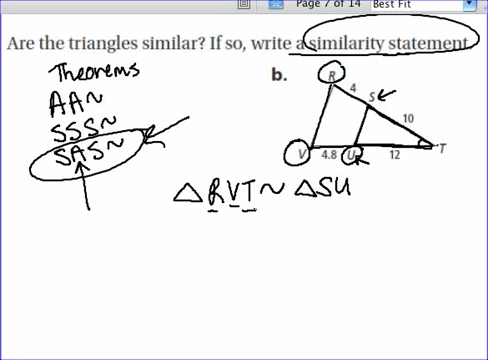 Page 7 of 14
Best Fit
Are the triangles similar? If so, write a similarity statement
Theorems
AA~
SSS~
SAS~
b.
R
4
S
10
V
4.8
U
12
T
△RVT ~ △SU